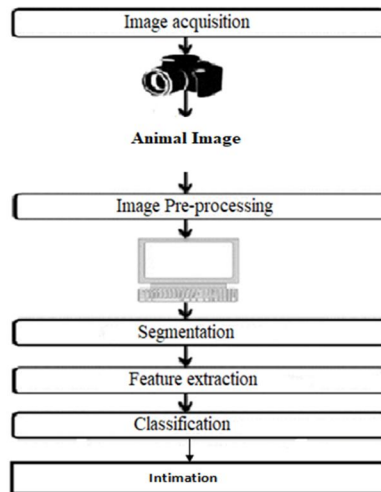 Image acquisition
Animal Image
Image Pre-processing
Segmentation
Feature extraction
Classification
Intimation